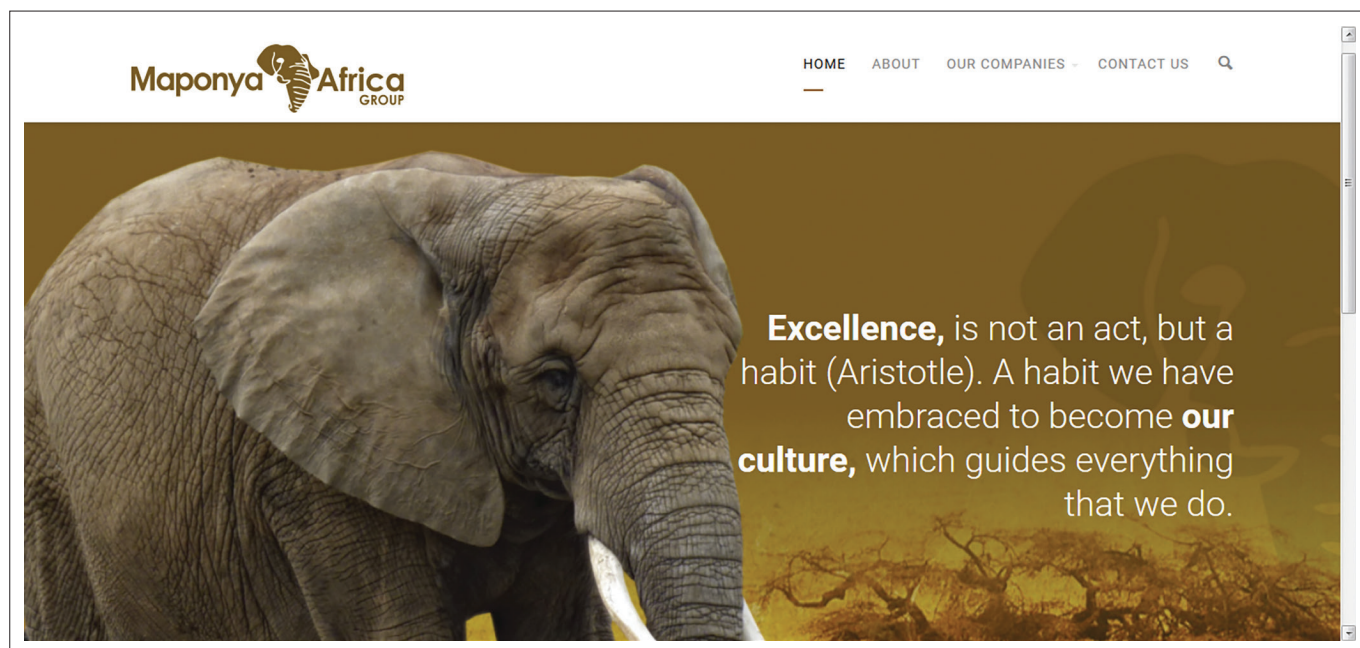 Maponya Africa
GROUP
HOME ABOUT OUR COMPANIES CONTACT US
Excellence, is not an act, but a
habit (Aristotle). A habit we have
embraced to become our
culture, which guides everything
that we do.